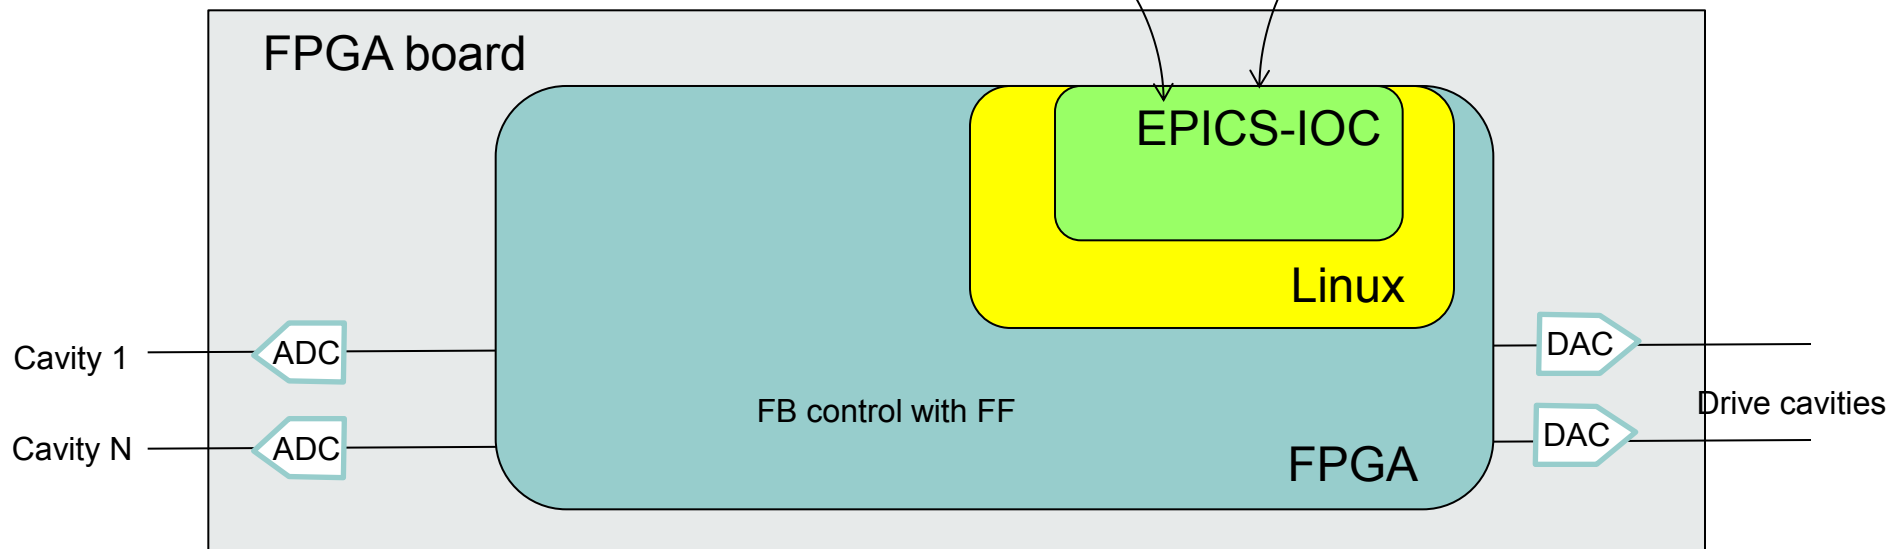 FPGA board
EPICS-IOC
Linux
Cavity 1
ADC
DAC
FB control with FF
Drive cavities
Cavity N
ADC
DAC
FPGA